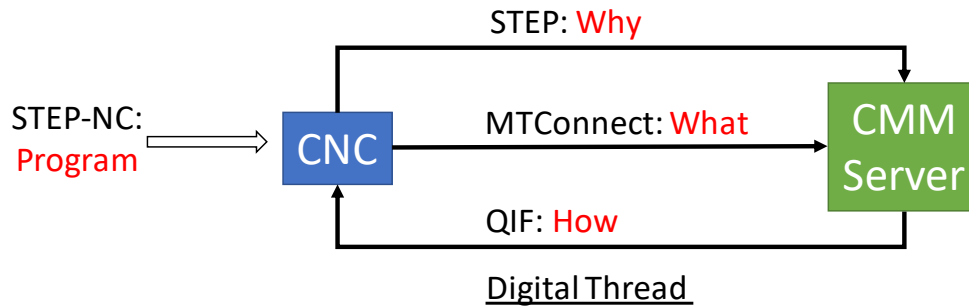 STEP: Why
STEP-NC:
Program
CNC
MTConnect: What
CMM
Server
QIF: How
Digital Thread